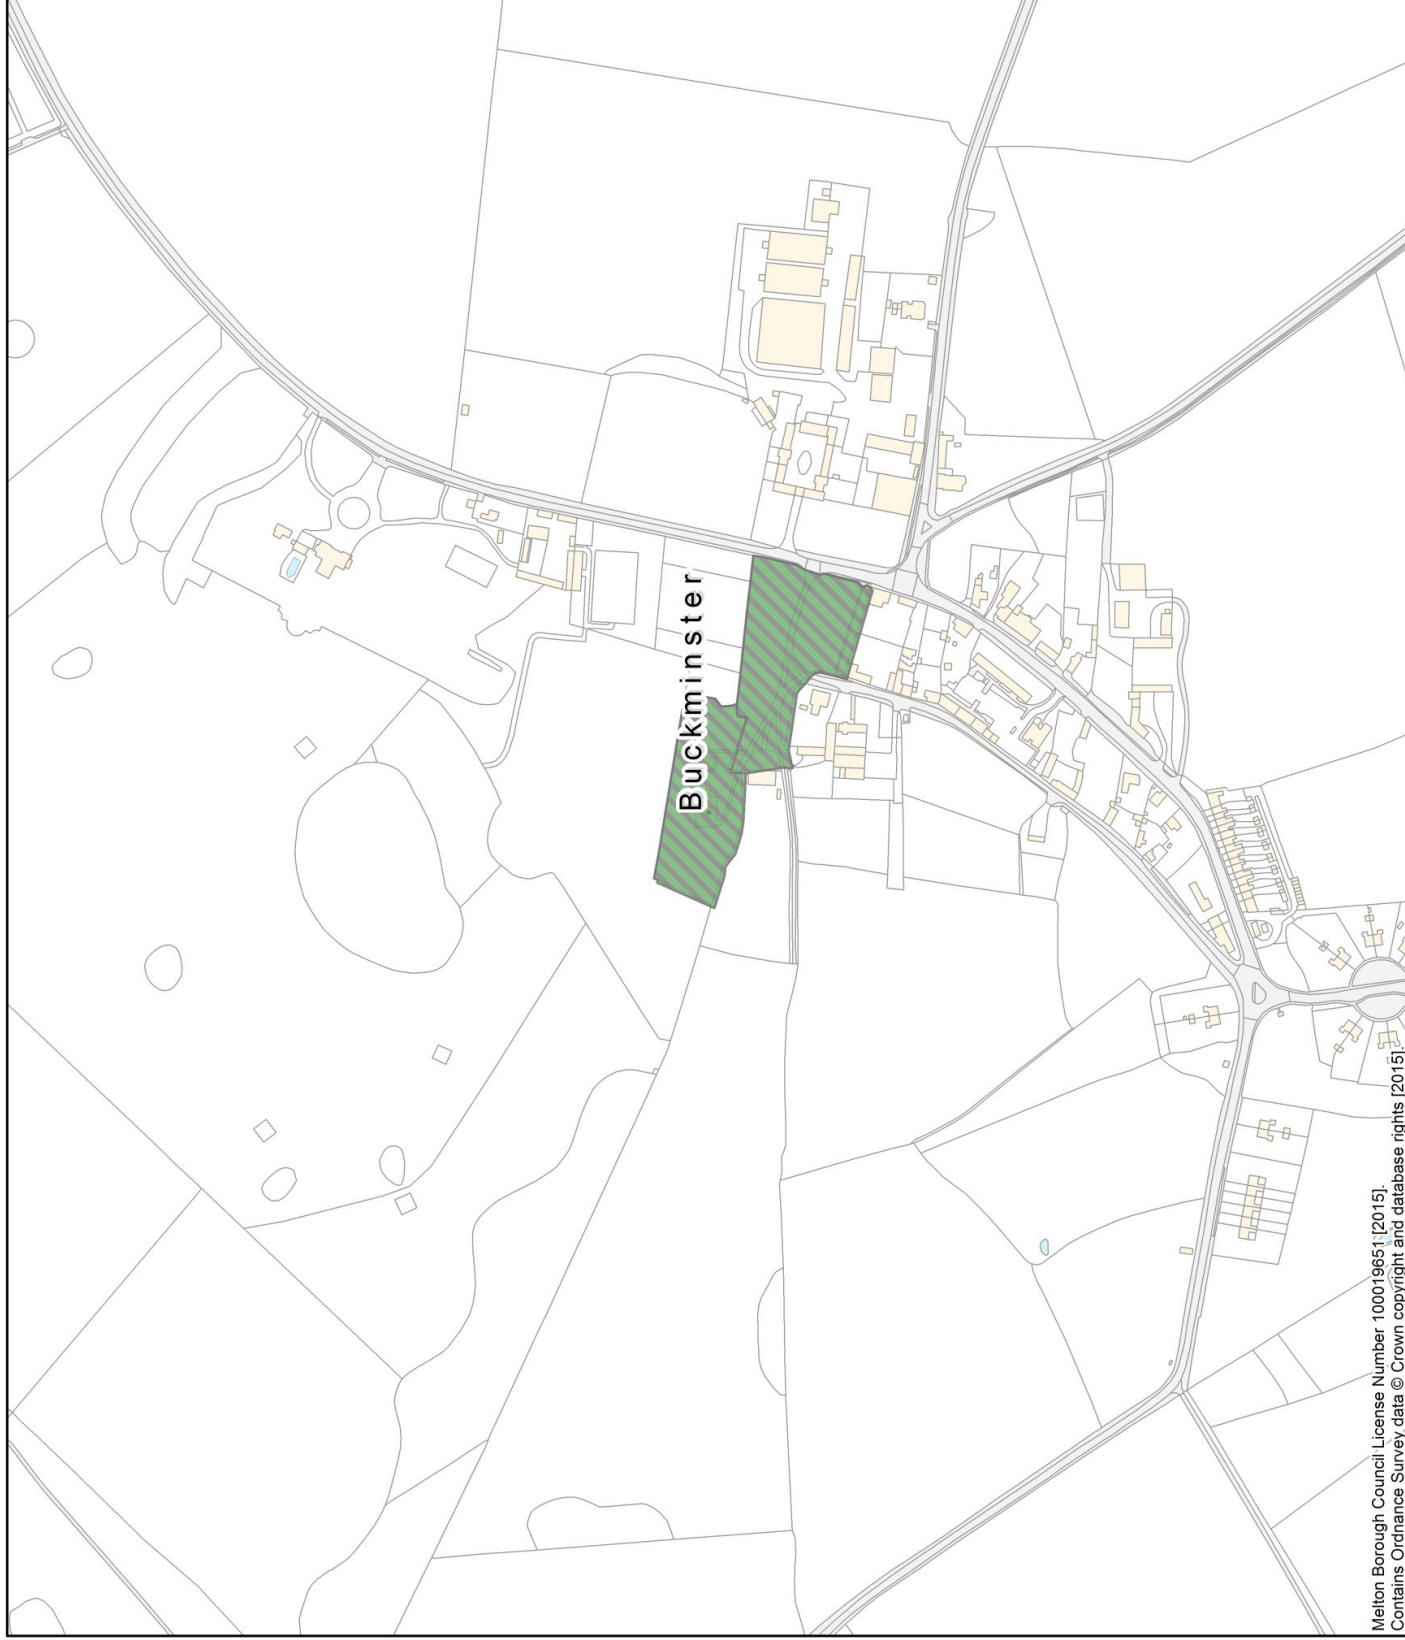 Buckminster
Melton Borough Council License Number 100019651 [2015].
Contains Ordnance Survey data © Crown copyright and database rights [2015].